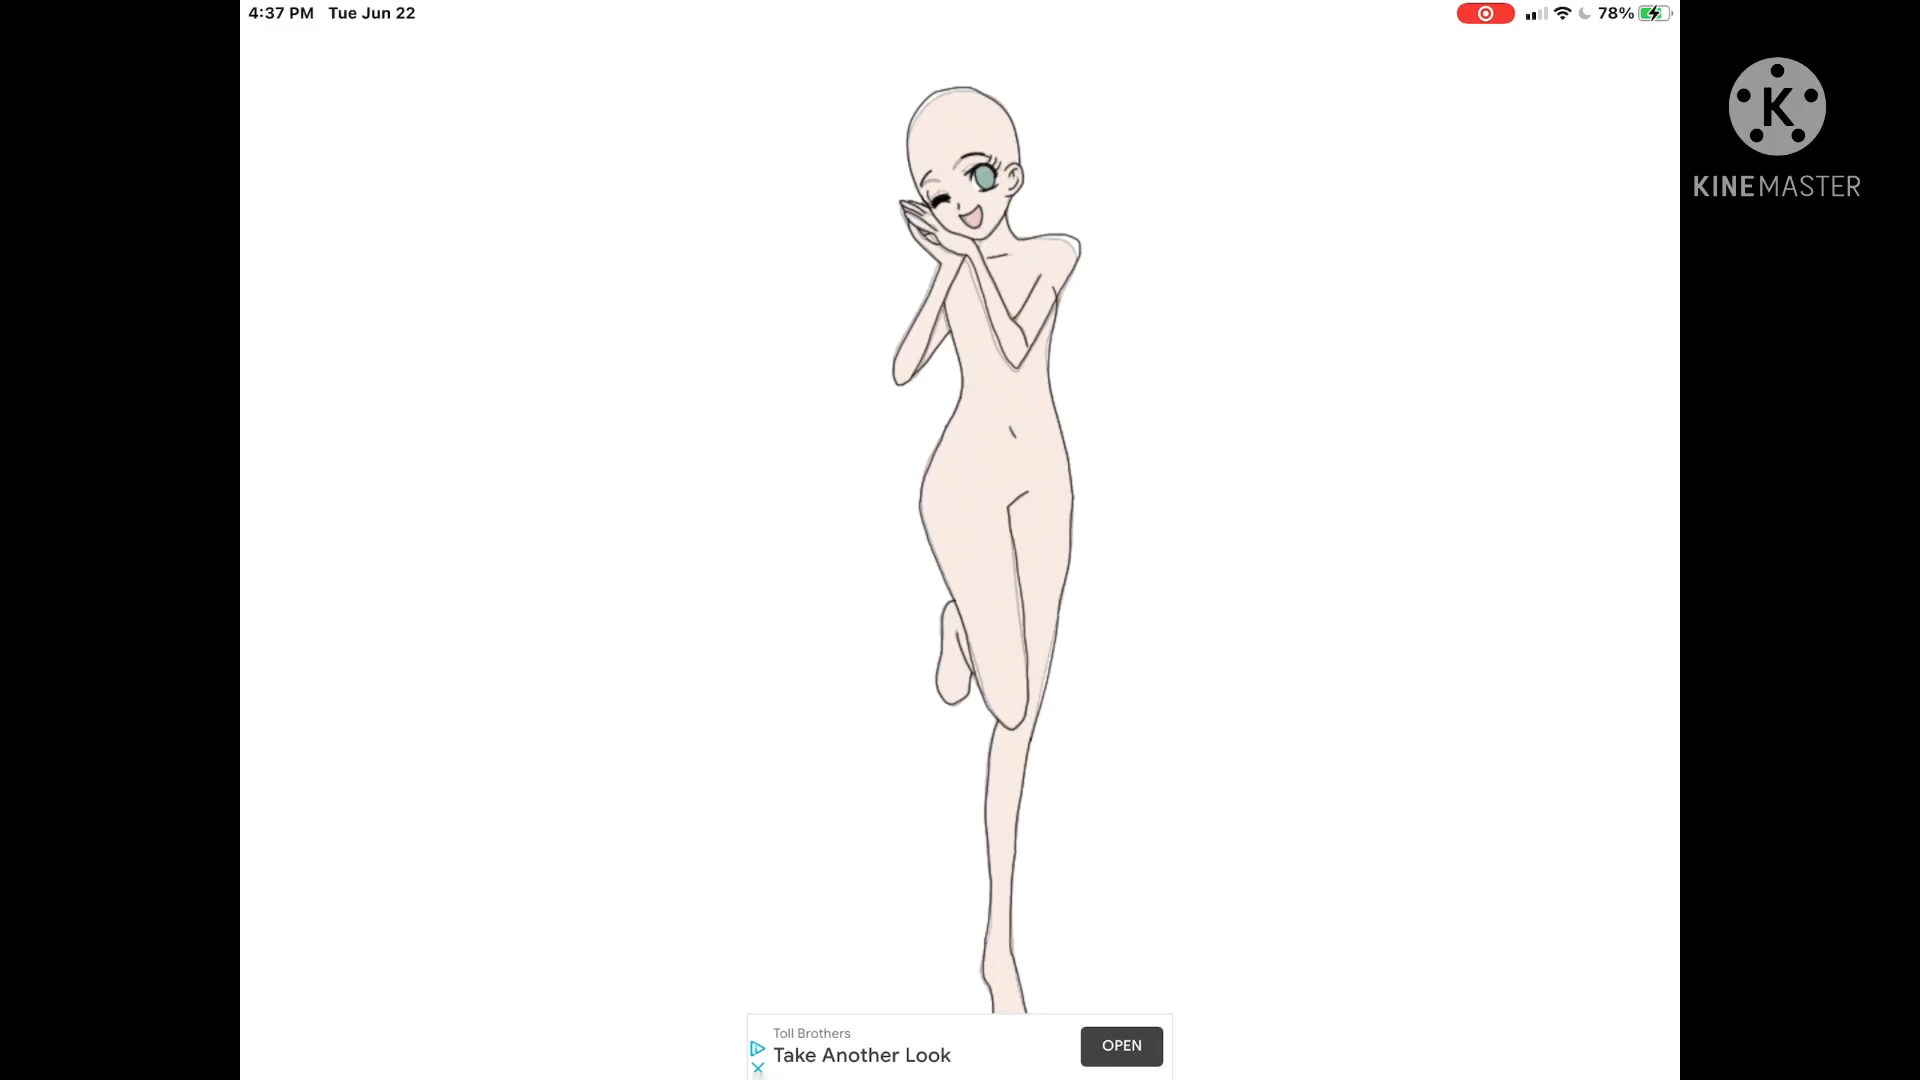 4:37 PM Tue Jun 22
78%
K
KINEMASTER
Toll Brothers
Take Another Look
OPEN